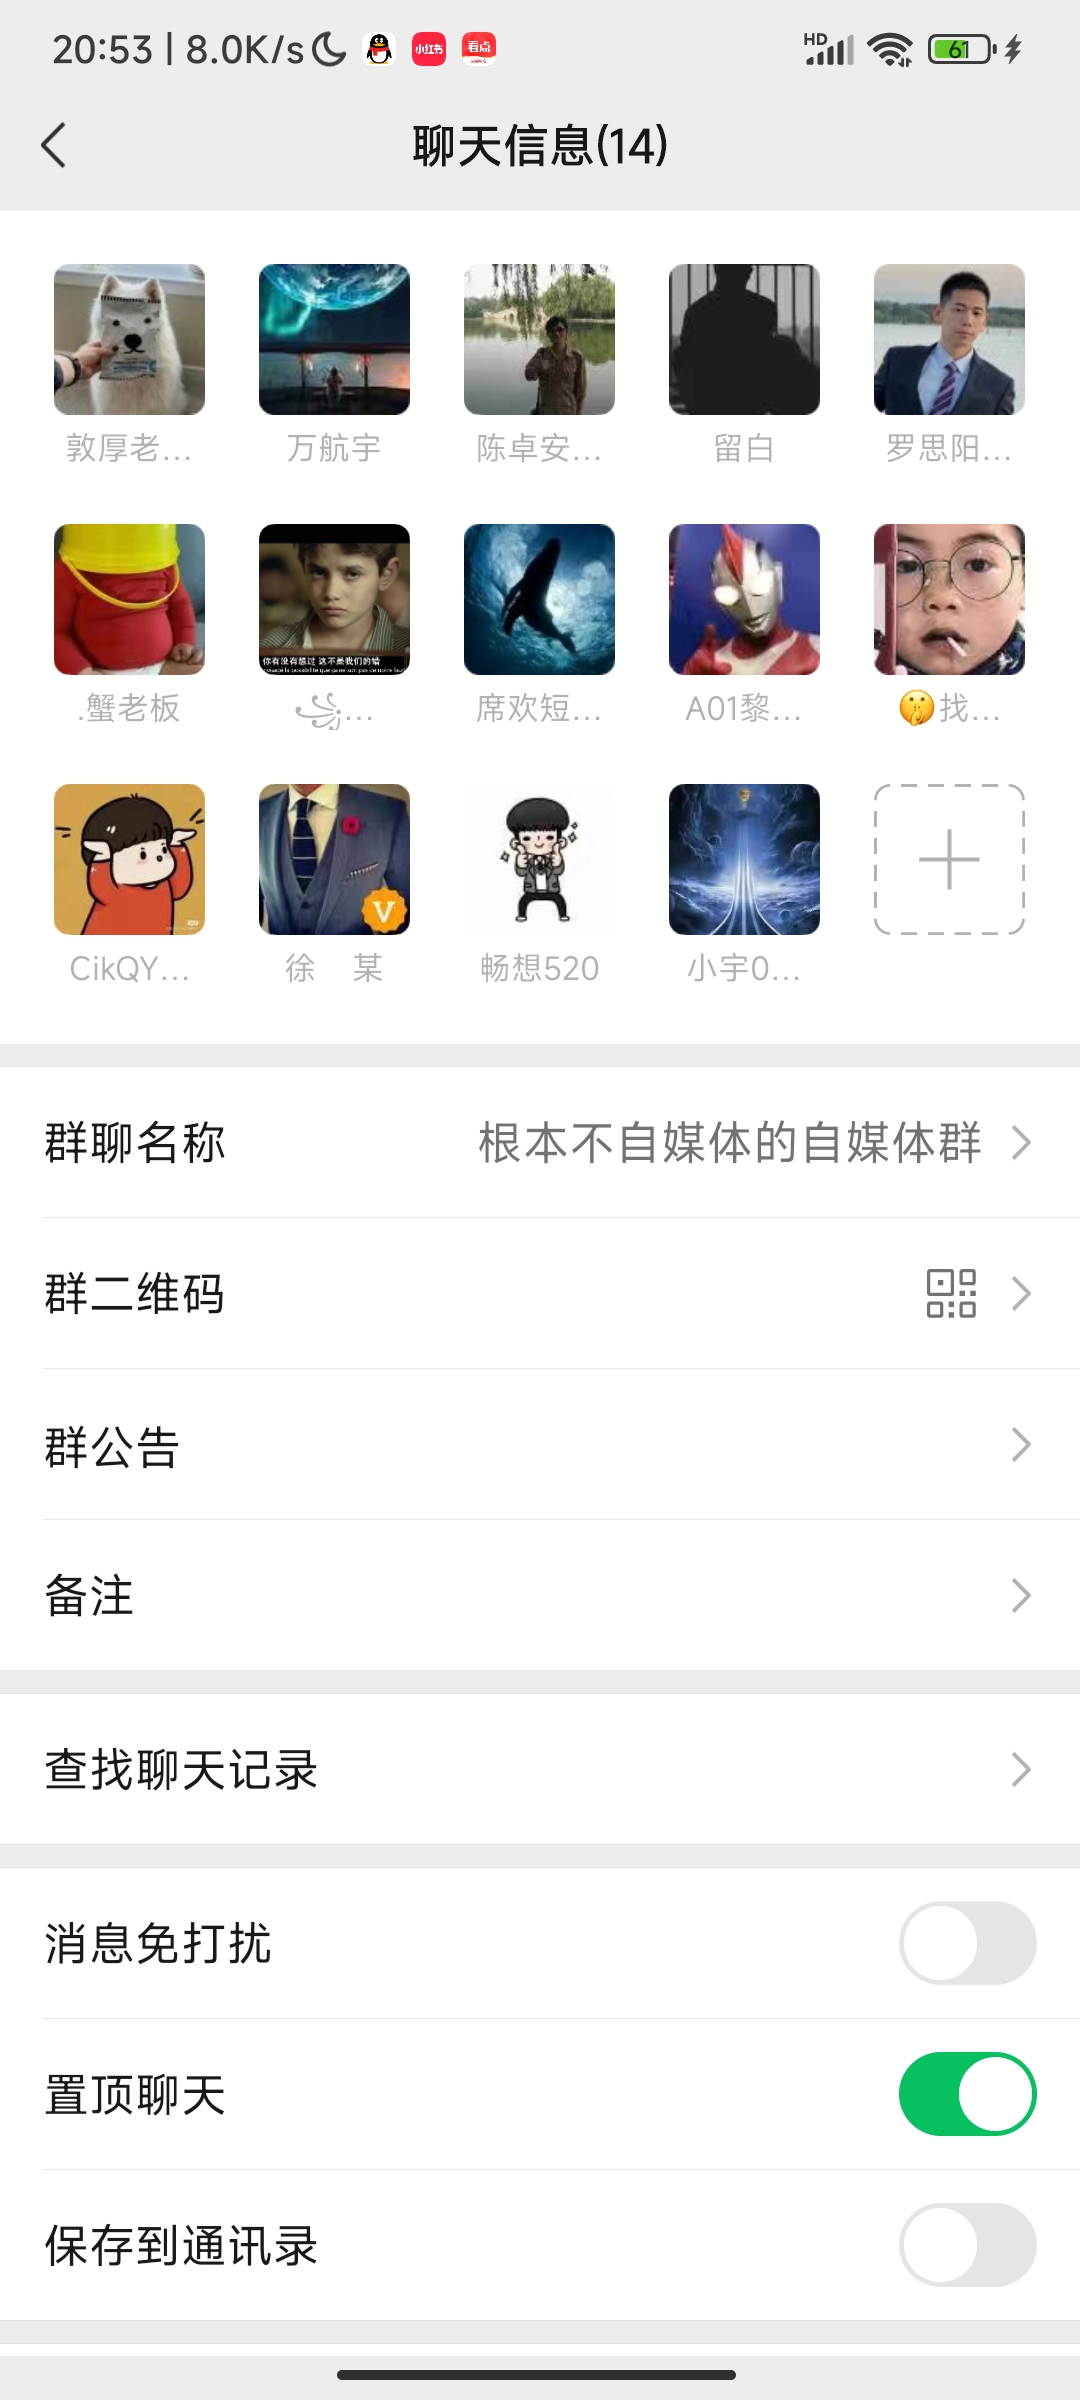 20:53 | 8.0K/s 小红书 看点 HD 61
聊天信息(14)
敦厚老... 万航宇 陈卓安... 留白 罗思阳...
你有没有想过 这不是我们的错
.蟹老板 ... 席欢短... A01黎... 🤫找...
V
CikQY... 徐 某 畅想520 小宇0...
群聊名称 根本不自媒体的自媒体群
群二维码
群公告
备注
查找聊天记录
消息免打扰
置顶聊天
保存到通讯录